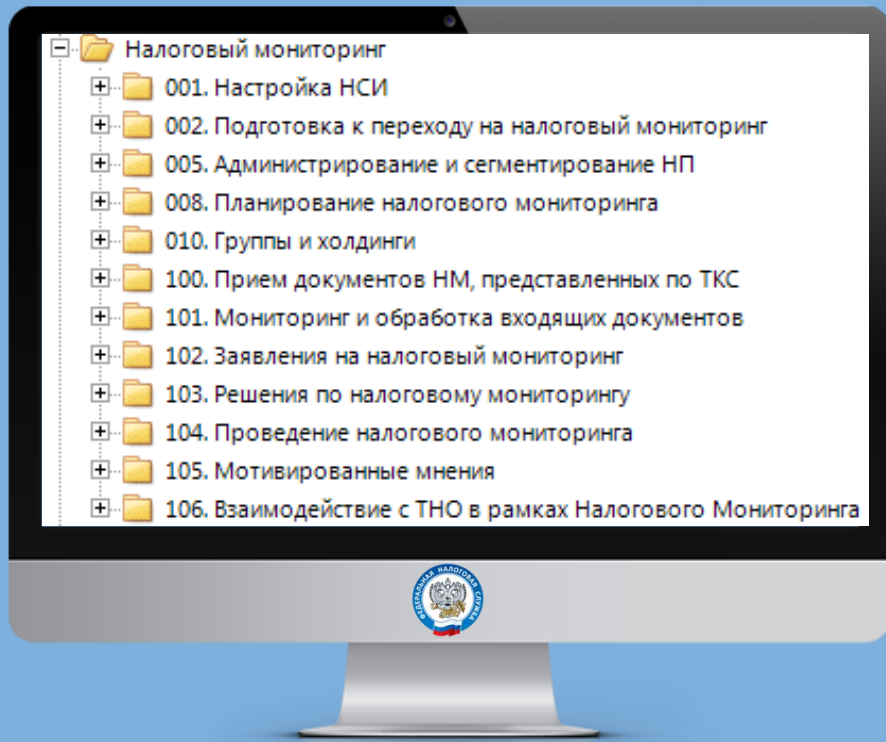 Налоговый мониторинг
001. Настройка НСИ
002. Подготовка к переходу на налоговый мониторинг
005. Администрирование и сегментирование НП
008. Планирование налогового мониторинга
010. Группы и холдинги
100. Прием документов НМ, представленных по ТКС
101. Мониторинг и обработка входящих документов
102. Заявления на налоговый мониторинг
103. Решения по налоговому мониторингу
104. Проведение налогового мониторинга
105. Мотивированные мнения
106. Взаимодействие с ТНО в рамках Налогового Мониторинга
ФЕДЕРАЛЬНАЯ НАЛОГОВАЯ СЛУЖБА